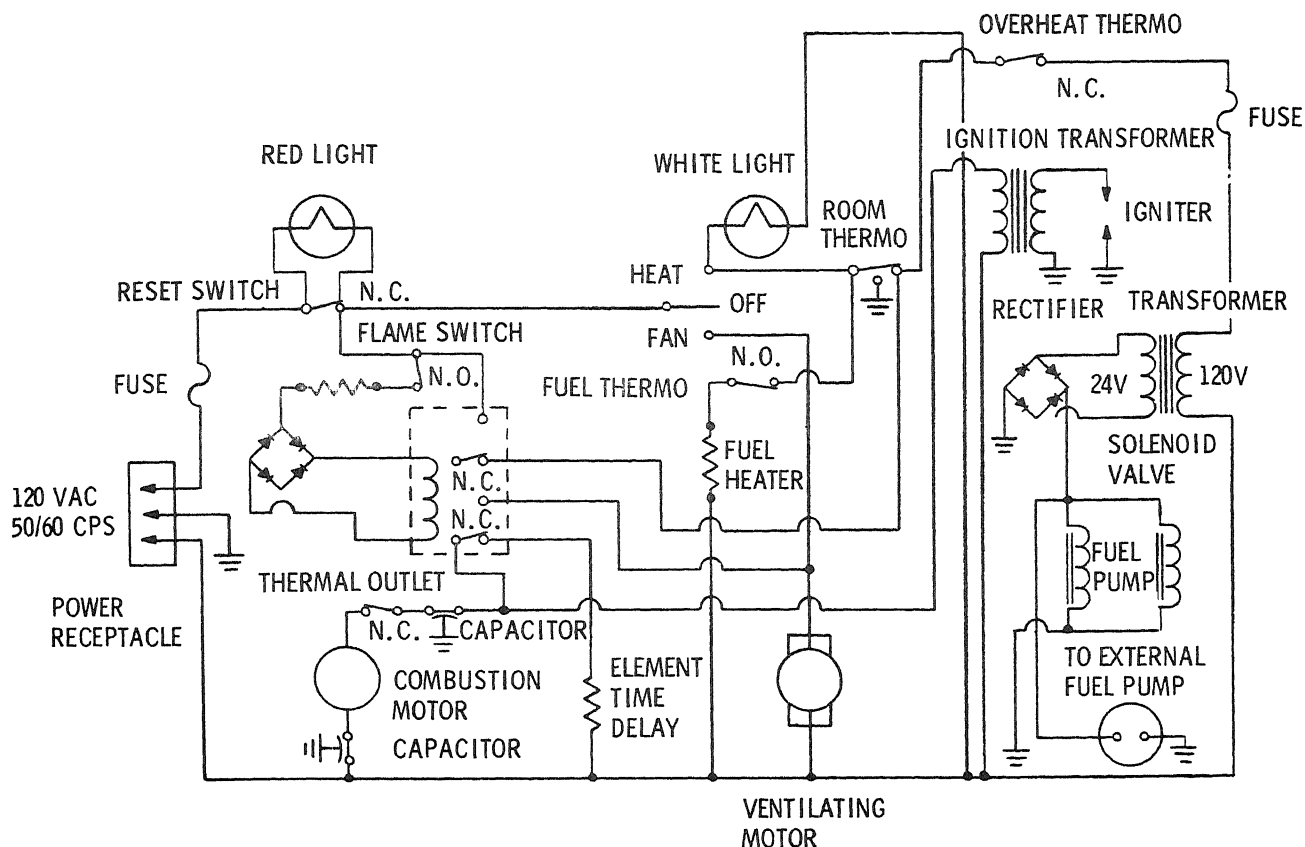 OVERHEAT THERMO
N.C.
FUSE
IGNITION TRANSFORMER
RED LIGHT
WHITE LIGHT
ROOM
THERMO
IGNITER
HEAT
RESET SWITCH
N.C.
OFF
RECTIFIER
TRANSFORMER
FLAME SWITCH
FAN
N.O.
N.O.
FUSE
FUEL THERMO
24V
120V
FUEL
HEATER
SOLENOID
VALVE
N.C.
N.C.
120 VAC
50/60 CPS
FUEL
PUMP
THERMAL OUTLET
POWER
RECEPTACLE
N.C.
CAPACITOR
TO EXTERNAL
FUEL PUMP
COMBUSTION
MOTOR
ELEMENT
TIME
DELAY
CAPACITOR
VENTILATING
MOTOR